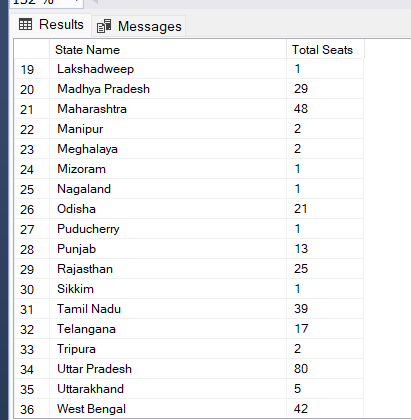 Results Messages
State Name Total Seats
19 Lakshadweep 1
20 Madhya Pradesh 29
21 Maharashtra 48
22 Manipur 2
23 Meghalaya 2
24 Mizoram 1
25 Nagaland 1
26 Odisha 21
27 Puducherry 1
28 Punjab 13
29 Rajasthan 25
30 Sikkim 1
31 Tamil Nadu 39
32 Telangana 17
33 Tripura 2
34 Uttar Pradesh 80
35 Uttarakhand 5
36 West Bengal 42